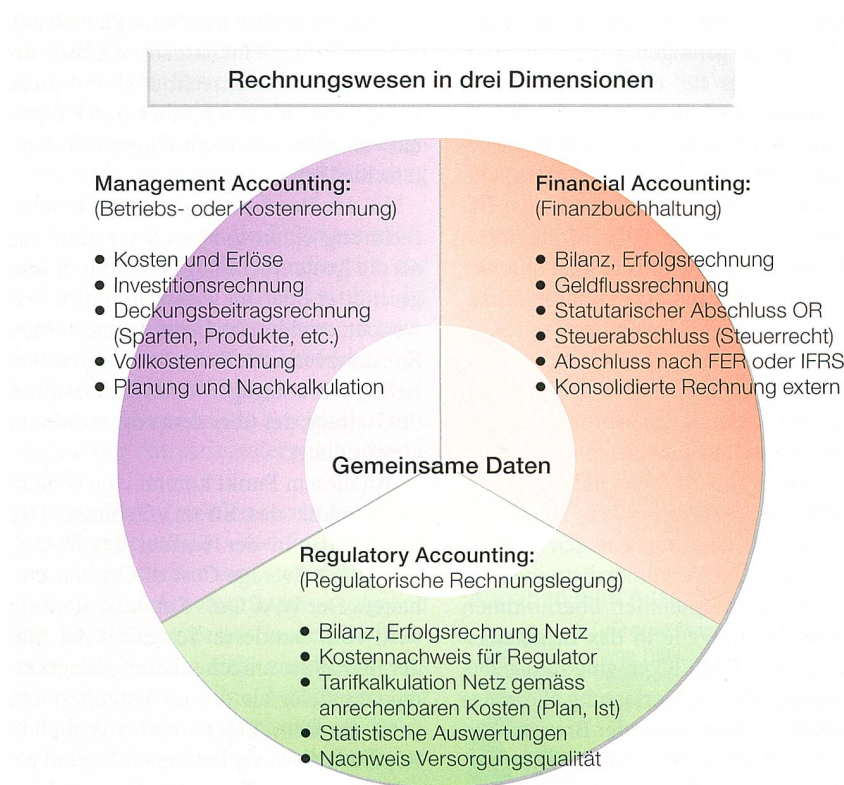 Rechnungswesen in drei Dimensionen
Management Accounting:
(Betriebs- oder Kostenrechnung)
• Kosten und Erlöse
• Investitionsrechnung
• Deckungsbeitragsrechnung
(Sparten, Produkte, etc.)
• Vollkostenrechnung
• Planung und Nachkalkulation
Financial Accounting:
(Finanzbuchhaltung)
• Bilanz, Erfolgsrechnung
• Geldflussrechnung
• Statutarischer Abschluss OR
• Steuerabschluss (Steuerrecht)
• Abschluss nach FER oder IFRS
• Konsolidierte Rechnung extern
Gemeinsame Daten
Regulatory Accounting:
(Regulatorische Rechnungslegung)
• Bilanz, Erfolgsrechnung Netz
• Kostennachweis für Regulator
• Tarifkalkulation Netz gemäss
anrechenbaren Kosten (Plan, Ist)
• Statistische Auswertungen
• Nachweis Versorgungsqualität